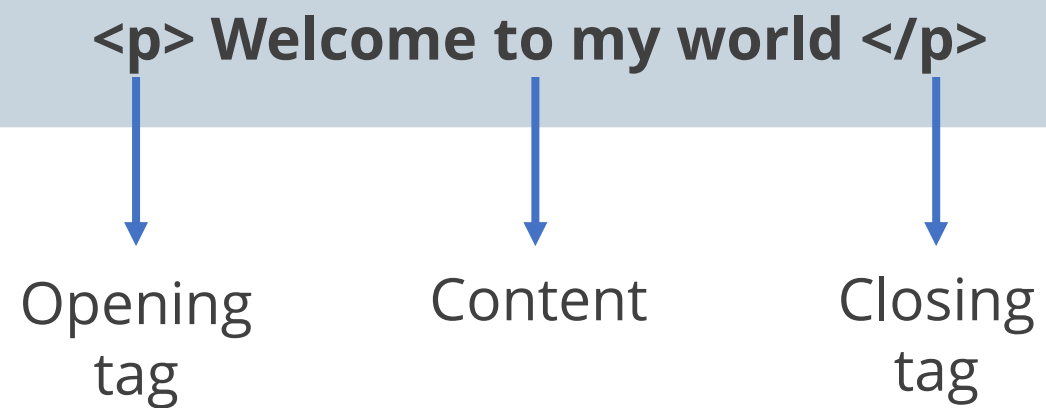 <p> Welcome to my world </p>
Opening
tag
Content
Closing
tag